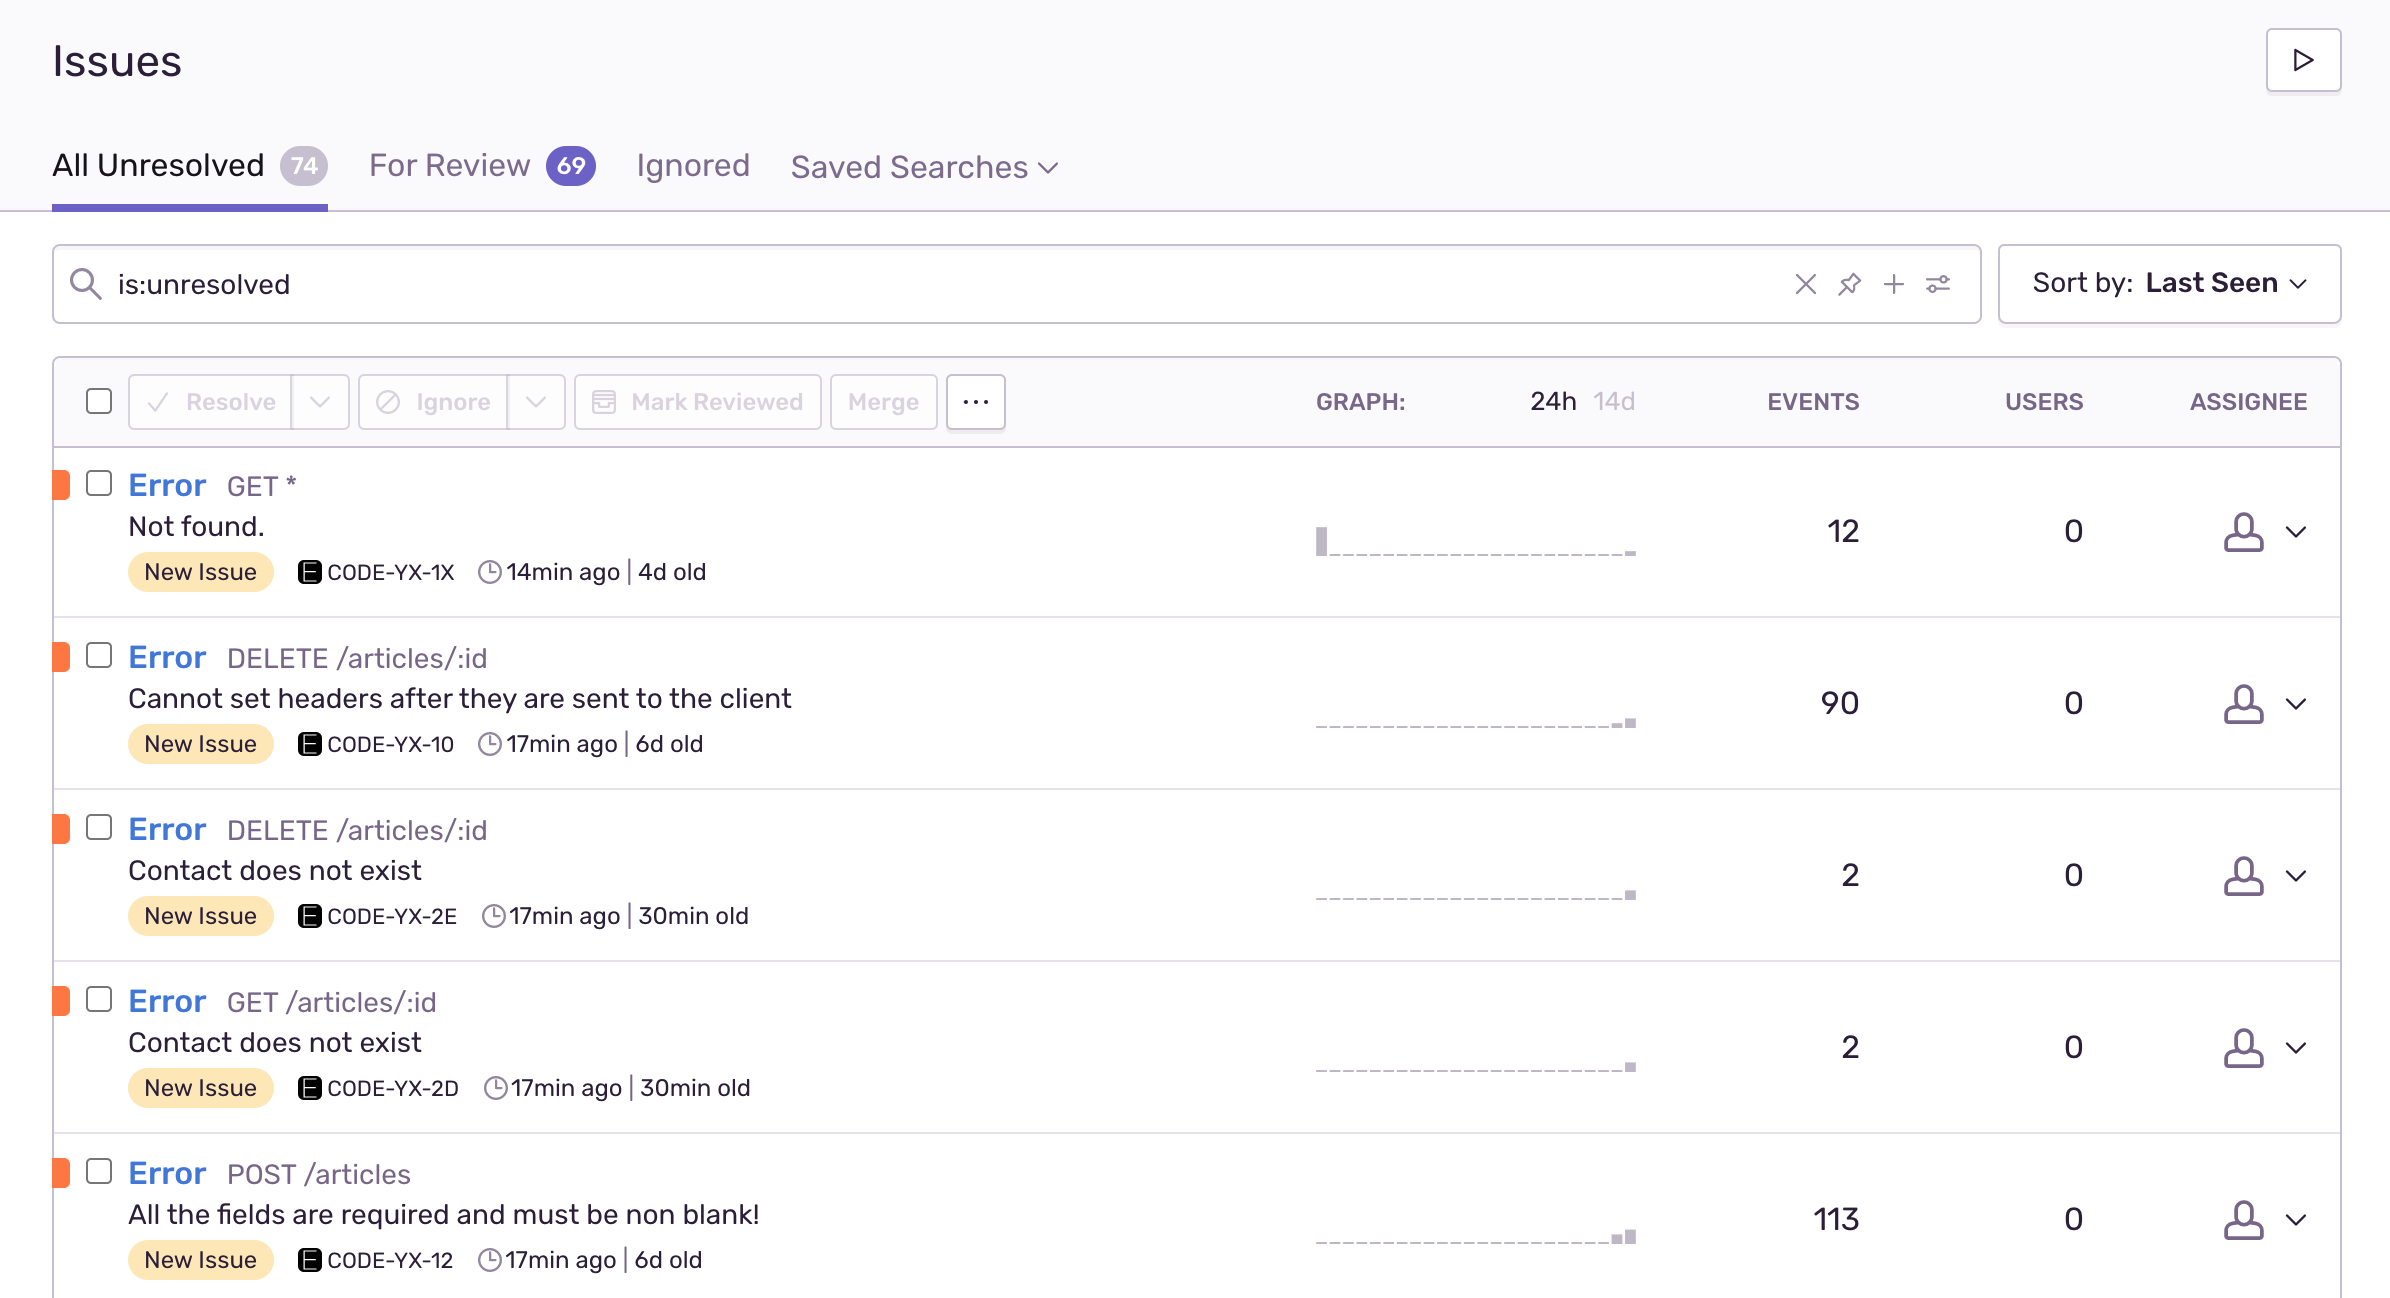 Issues
All Unresolved 74 For Review 69 Ignored Saved Searches
is:unresolved Sort by: Last Seen
Resolve Ignore Mark Reviewed Merge ... GRAPH: 24h 14d EVENTS USERS ASSIGNEE
Error GET *
Not found. 12 0
New Issue CODE-YX-1X 14min ago | 4d old
Error DELETE /articles/:id
Cannot set headers after they are sent to the client 90 0
New Issue CODE-YX-10 17min ago | 6d old
Error DELETE /articles/:id
Contact does not exist 2 0
New Issue CODE-YX-2E 17min ago | 30min old
Error GET /articles/:id
Contact does not exist 2 0
New Issue CODE-YX-2D 17min ago | 30min old
Error POST /articles
All the fields are required and must be non blank! 113 0
New Issue CODE-YX-12 17min ago | 6d old